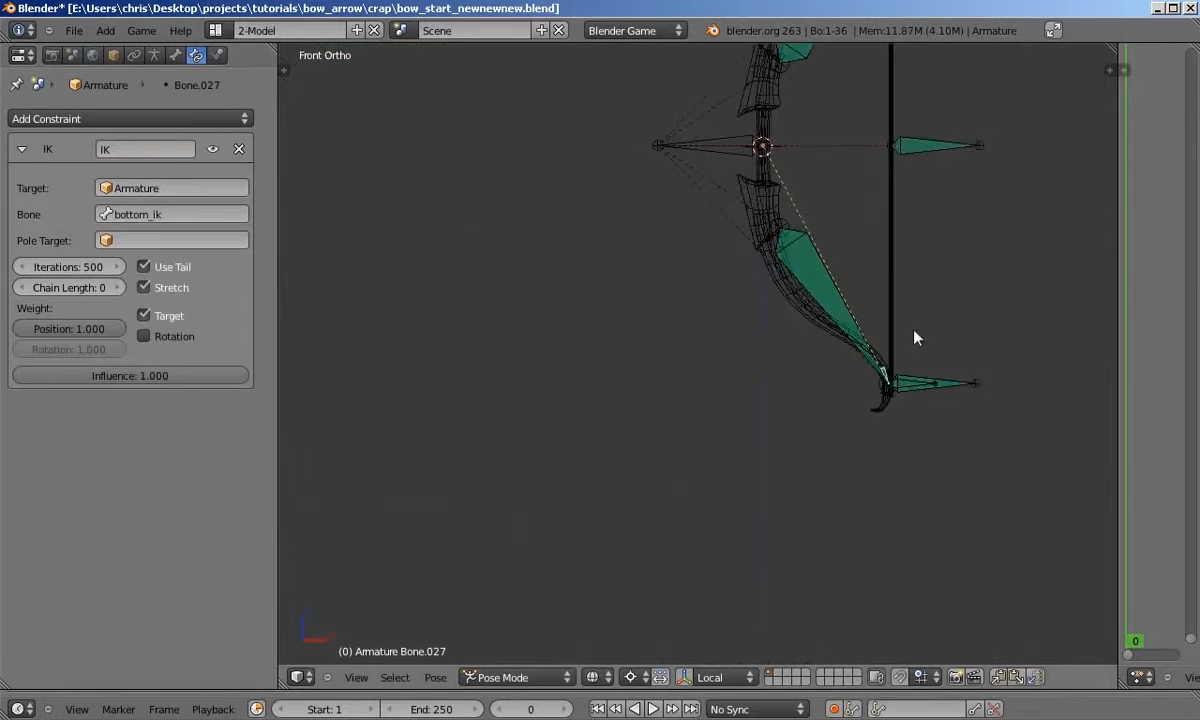 Blender* [E:\Users\chris\Desktop\projects\tutorials\bow_arrow\crap\bow_start_newnewnew.blend]
File Add Game Help 2-Model Scene Blender Game blender.org 263 | Bo:1-36 | Mem:11.87M (4.10M) | Armature
Front Ortho
Armature Bone.027
Add Constraint
IK IK
Target: Armature
Bone bottom_ik
Pole Target:
Iterations: 500 Use Tail
Chain Length: 0 Stretch
Weight: Target
Position: 1.000
Rotation
Rotation: 1.000
Influence: 1.000
0
(0) Armature Bone.027
View Select Pose Pose Mode Local
View Marker Frame Playback Start: 1 End: 250 0 No Sync